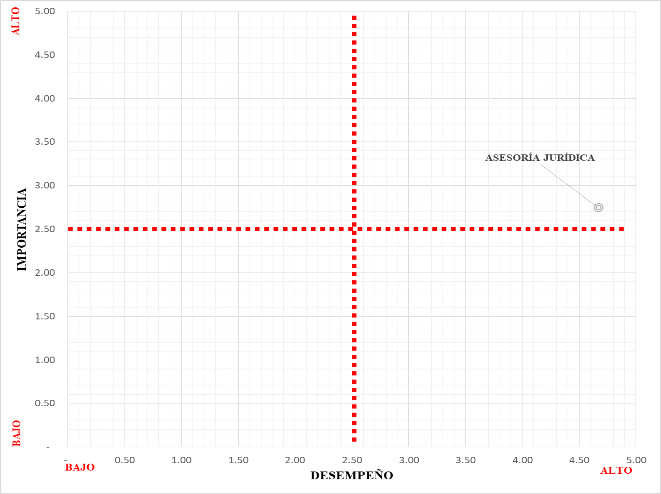 ALTO
5.00
4.50
4.00
3.50
ASESORÍA JURÍDICA
3.00
IMPORTANCIA
2.50
2.00
1.50
1.00
0.50
BAJO
-
- 0.50 1.00 1.50 2.00 2.50 3.00 3.50 4.00 4.50 5.00
BAJO
ALTO
DESEMPEÑO